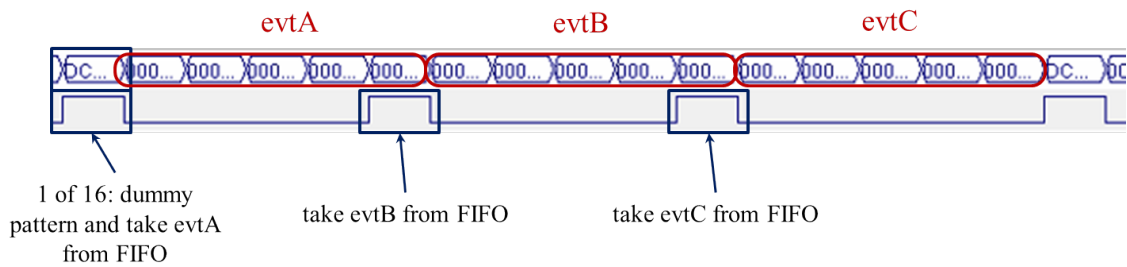 evtA evtB evtC
DC... 000... 000... 000... 000... 000... 000... 000... 000... 000... 000... 000... 000... 000... 000... 000... DC...
1 of 16: dummy
pattern and take evtA
from FIFO
take evtB from FIFO
take evtC from FIFO